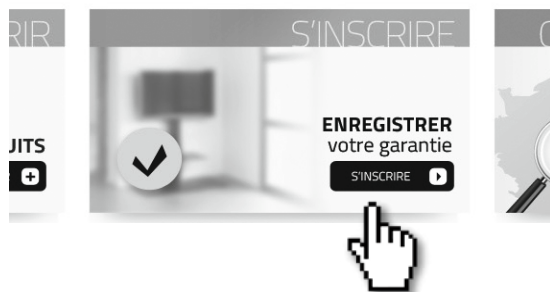 RIR
S'INSCRIRE
UITS
ENREGISTRER
votre garantie
S'INSCRIRE